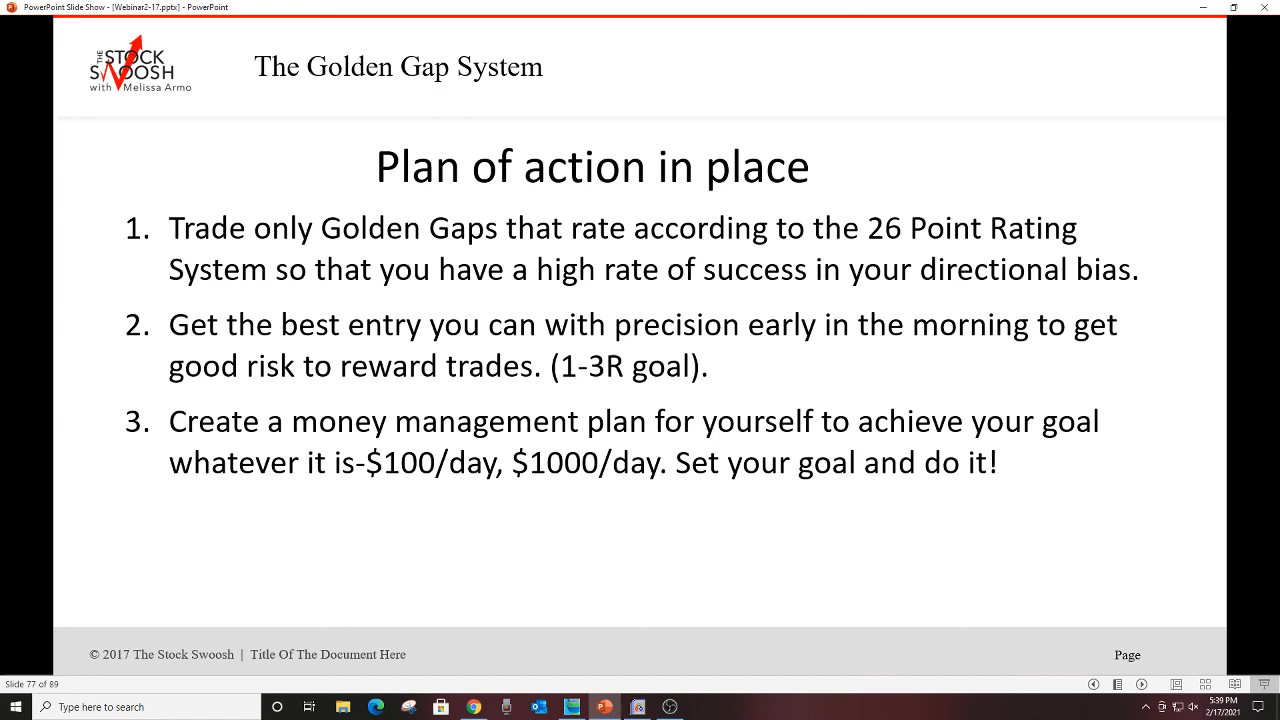 PowerPoint Slide Show - [Webinar2-17.pptx] - PowerPoint
THE STOCK
SWOOSH
with Melissa Armo
The Golden Gap System
Plan of action in place
1. Trade only Golden Gaps that rate according to the 26 Point Rating
System so that you have a high rate of success in your directional bias.
2. Get the best entry you can with precision early in the morning to get
good risk to reward trades. (1-3R goal).
3. Create a money management plan for yourself to achieve your goal
whatever it is-$100/day, $1000/day. Set your goal and do it!
© 2017 The Stock Swoosh | Title Of The Document Here
Page
Slide 77 of 89
Type here to search
5:39 PM
2/17/2021